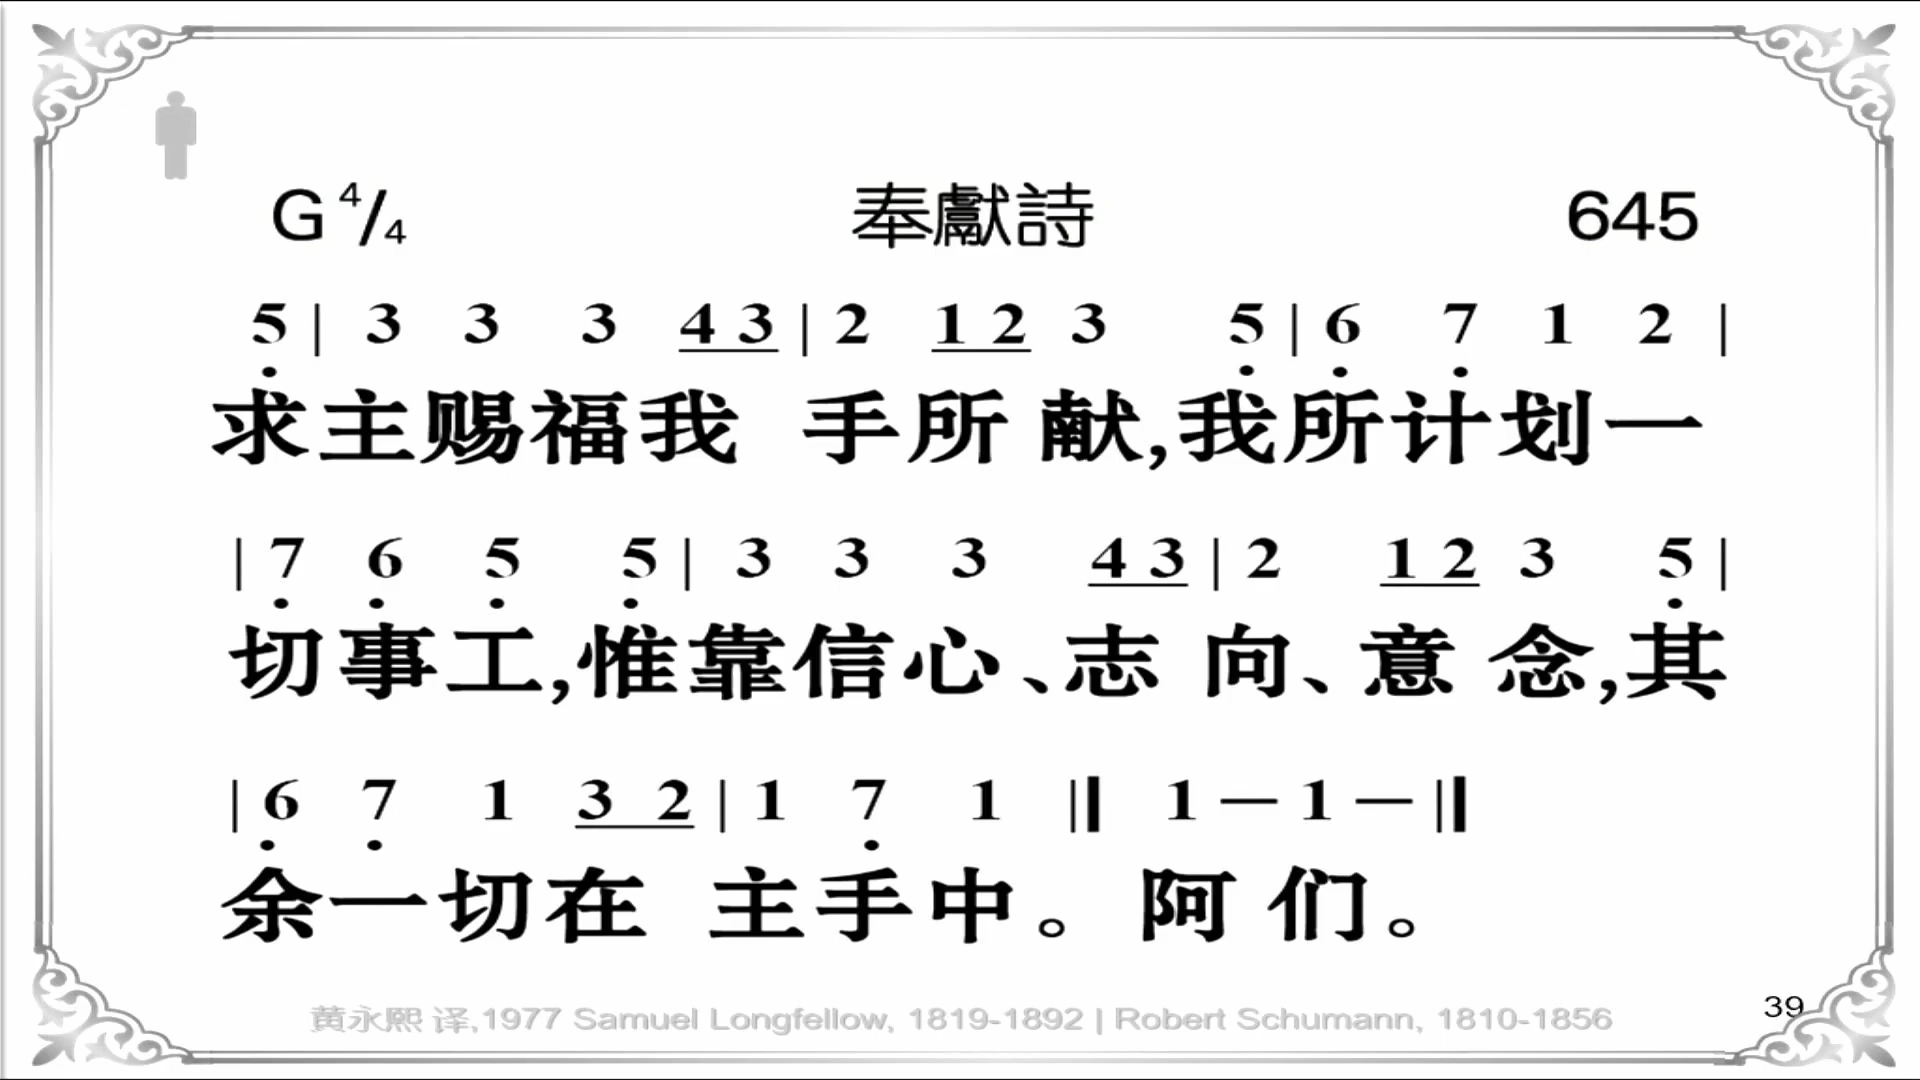 G 4/4 奉獻詩 645
5 | 3 3 3 4 3 | 2 1 2 3 5 | 6 7 1 2 |
求主赐福我 手所 献,我所计划一
| 7 6 5 5 | 3 3 3 4 3 | 2 1 2 3 5 |
切事工,惟靠信心、志 向、意 念,其
| 6 7 1 3 2 | 1 7 1 ‖ 1 — 1 — ‖
余一切在 主手中。 阿 们。
黄永熙 译,1977 Samuel Longfellow, 1819-1892 | Robert Schumann, 1810-1856
39